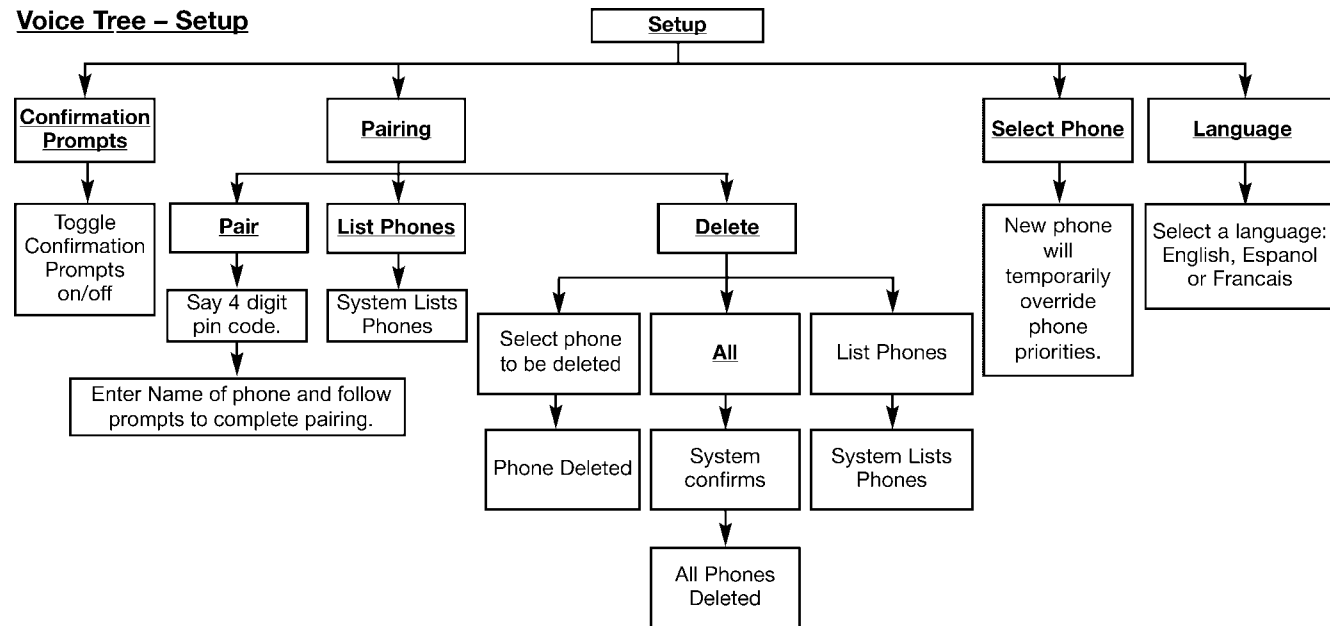 Voice Tree – Setup
Setup
Confirmation
Prompts
Pairing
Select Phone
Language
Toggle
Confirmation
Prompts
on/off
Pair
List Phones
Delete
New phone
will
temporarily
override
phone
priorities.
Select a language:
English, Espanol
or Francais
Say 4 digit
pin code.
System Lists
Phones
Select phone
to be deleted
All
List Phones
Enter Name of phone and follow
prompts to complete pairing.
Phone Deleted
System
confirms
System Lists
Phones
All Phones
Deleted